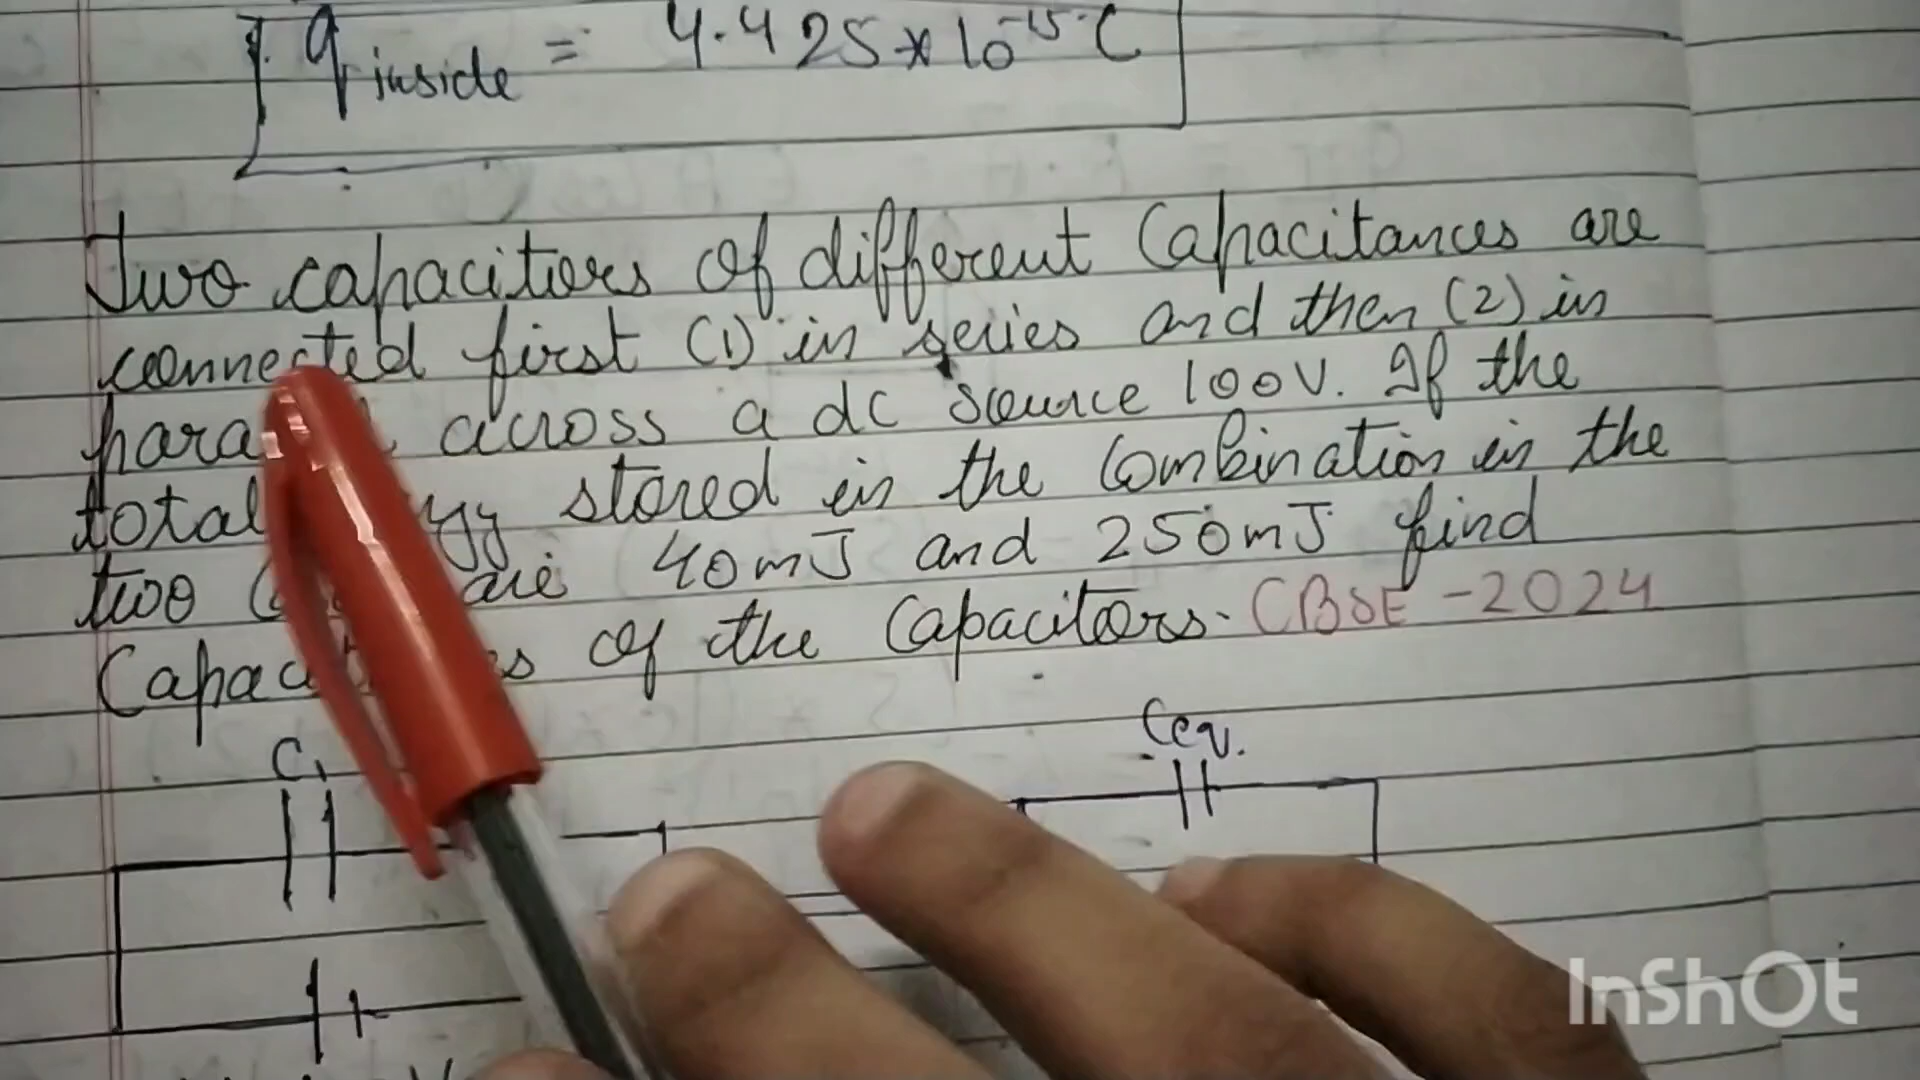 q inside = 4.425×10⁻¹⁵ C
Two capacitors of different Capacitances are
connected first (1) in series and then (2) in
across a dc source 100V. If the
total stored in the Combination in the
two are 40mJ and 250mJ find
of the Capacitors. CBSE -2024
C₁
Ceq.
InShOt